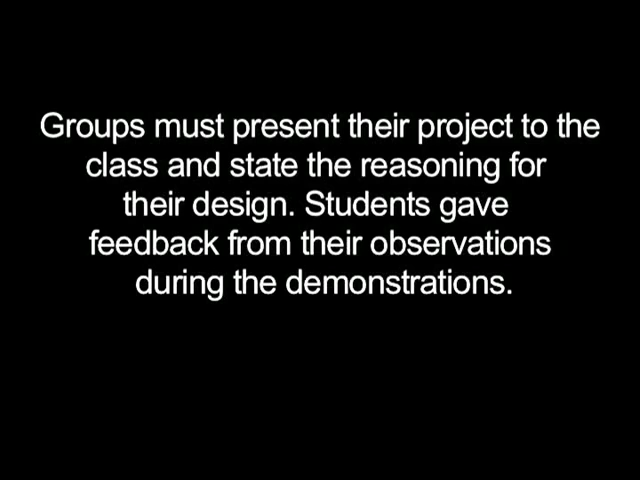 Groups must present their project to the
class and state the reasoning for
their design. Students gave
feedback from their observations
during the demonstrations.